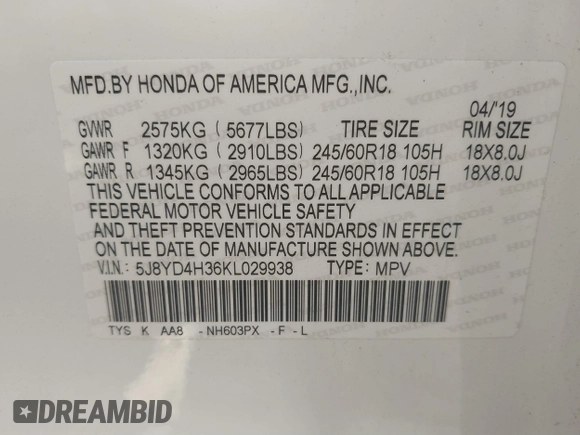 MFD.BY HONDA OF AMERICA MFG.,INC.
04/'19
GVWR 2575KG ( 5677LBS) TIRE SIZE RIM SIZE
GAWR F 1320KG ( 2910LBS) 245/60R18 105H 18X8.0J
GAWR R 1345KG ( 2965LBS) 245/60R18 105H 18X8.0J
THIS VEHICLE CONFORMS TO ALL APPLICABLE
FEDERAL MOTOR VEHICLE SAFETY
AND THEFT PREVENTION STANDARDS IN EFFECT
ON THE DATE OF MANUFACTURE SHOWN ABOVE.
V.I.N.: 5J8YD4H36KL029938 TYPE: MPV
TYS K AA8 - NH603PX - F - L
DREAMBID